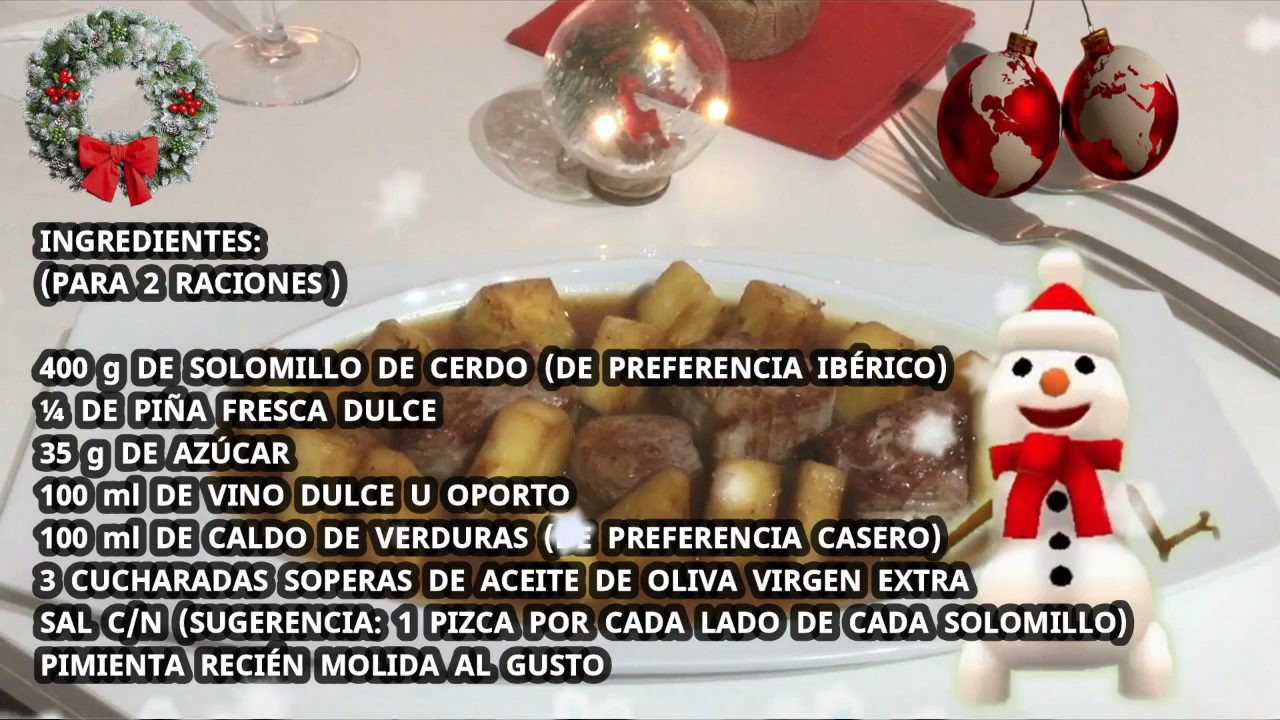 INGREDIENTES:
(PARA 2 RACIONES)
400 g DE SOLOMILLO DE CERDO (DE PREFERENCIA IBÉRICO)
¼ DE PIÑA FRESCA DULCE
35 g DE AZÚCAR
100 ml DE VINO DULCE U OPORTO
100 ml DE CALDO DE VERDURAS (DE PREFERENCIA CASERO)
3 CUCHARADAS SOPERAS DE ACEITE DE OLIVA VIRGEN EXTRA
SAL C/N (SUGERENCIA: 1 PIZCA POR CADA LADO DE CADA SOLOMILLO)
PIMIENTA RECIÉN MOLIDA AL GUSTO